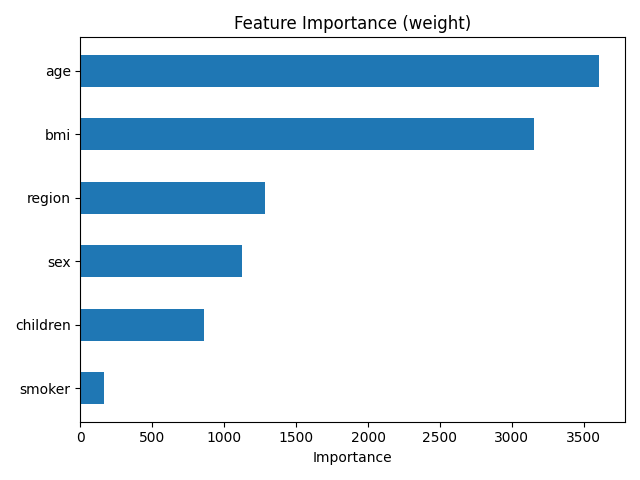 Feature Importance (weight)
age
bmi
region
sex
children
smoker
0 500 1000 1500 2000 2500 3000 3500
Importance